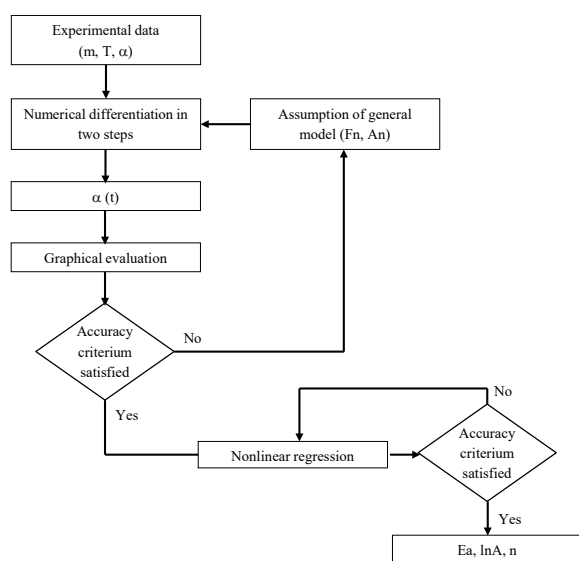 Experimental data
(m, T, α)
Numerical differentiation in
two steps
Assumption of general
model (Fn, An)
α (t)
Graphical evaluation
Accuracy
criterium
satisfied
No
Yes
Nonlinear regression
No
Accuracy
criterium
satisfied
Yes
Ea, lnA, n